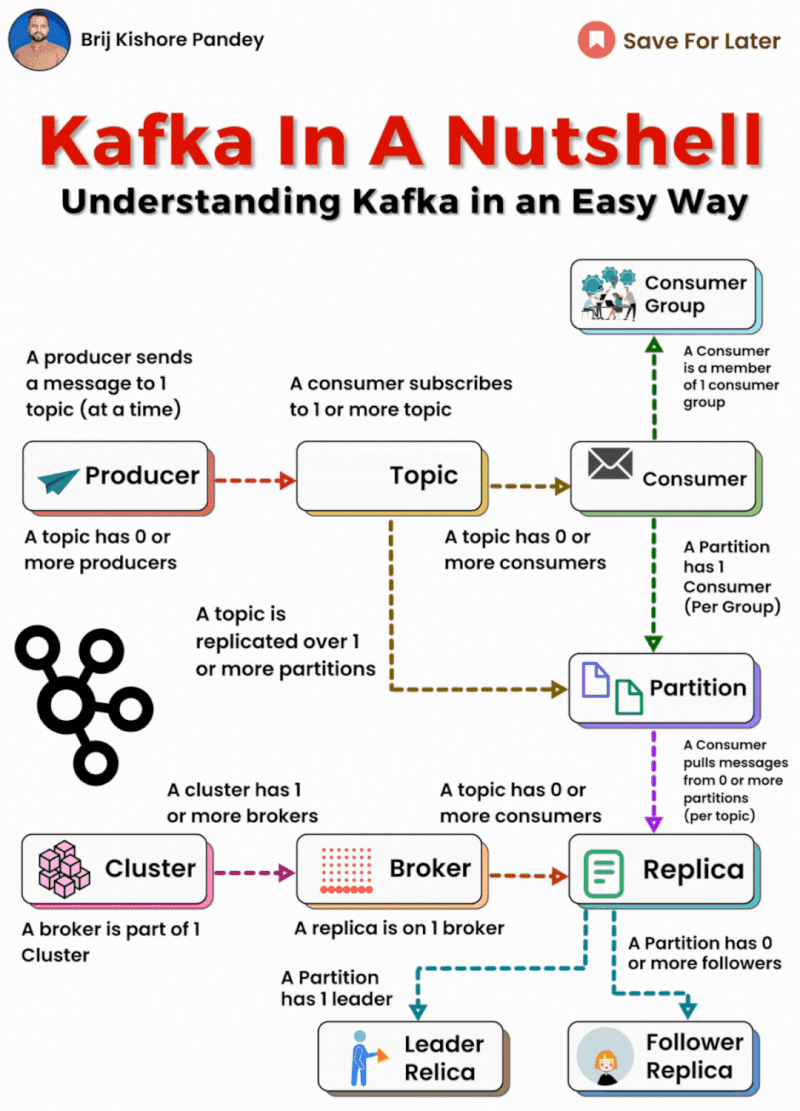 Brij Kishore Pandey
Save For Later
Kafka In A Nutshell
Understanding Kafka in an Easy Way
Consumer
Group
A producer sends
a message to 1
topic (at a time)
A consumer subscribes
to 1 or more topic
A Consumer
is a member
of 1 consumer
group
Producer
Topic
Consumer
A topic has 0 or
more producers
A topic has 0 or
more consumers
A Partition
has 1
Consumer
(Per Group)
A topic is
replicated over 1
or more partitions
Partition
A Consumer
pulls messages
from 0 or more
partitions
(per topic)
A cluster has 1
or more brokers
A topic has 0 or
more consumers
Cluster
Broker
Replica
A broker is part of 1
Cluster
A replica is on 1 broker
A Partition has 0
or more followers
A Partition
has 1 leader
Leader
Relica
Follower
Replica